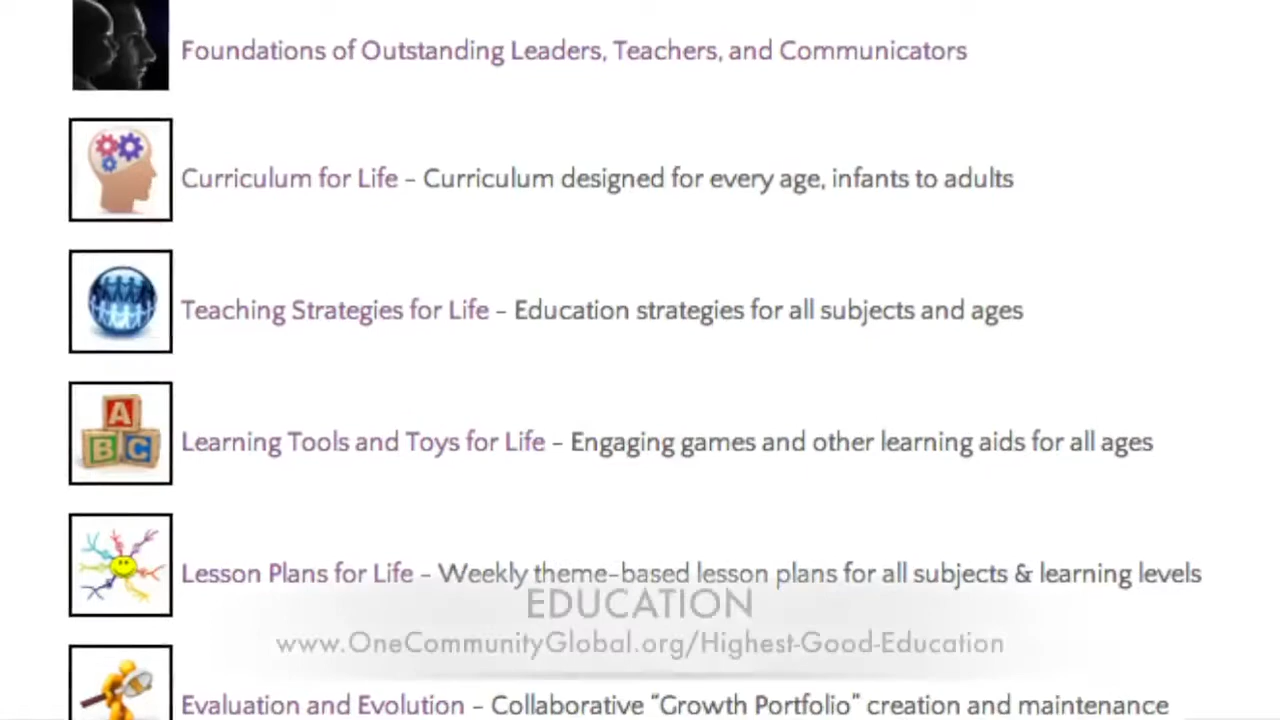 Foundations of Outstanding Leaders, Teachers, and Communicators
Curriculum for Life - Curriculum designed for every age, infants to adults
Teaching Strategies for Life - Education strategies for all subjects and ages
A
B C
Learning Tools and Toys for Life - Engaging games and other learning aids for all ages
Lesson Plans for Life - Weekly theme-based lesson plans for all subjects & learning levels
EDUCATION
www.OneCommunityGlobal.org/Highest-Good-Education
Evaluation and Evolution - Collaborative "Growth Portfolio" creation and maintenance